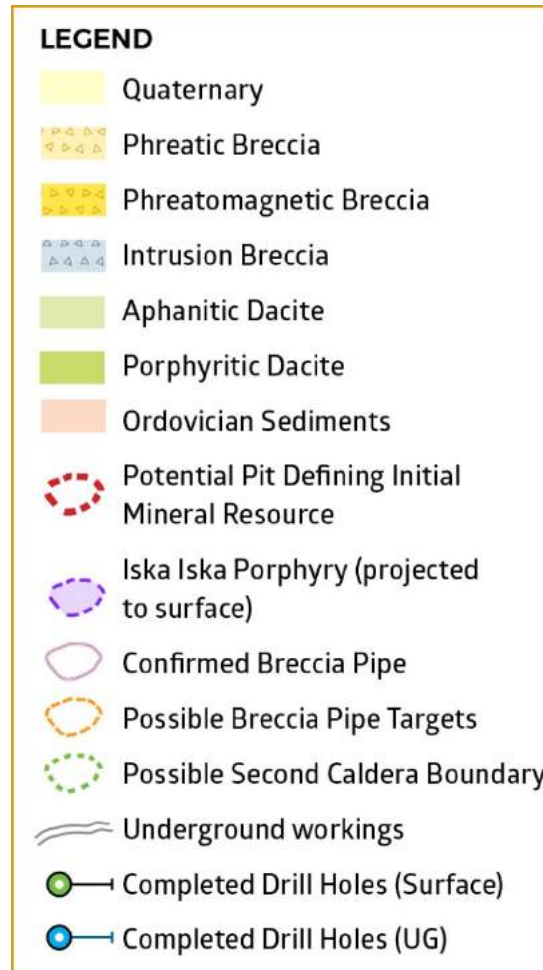 LEGEND
Quaternary
Phreatic Breccia
Phreatomagnetic Breccia
Intrusion Breccia
Aphanitic Dacite
Porphyritic Dacite
Ordovician Sediments
Potential Pit Defining Initial
Mineral Resource
Iska Iska Porphyry (projected
to surface)
Confirmed Breccia Pipe
Possible Breccia Pipe Targets
Possible Second Caldera Boundary
Underground workings
Completed Drill Holes (Surface)
Completed Drill Holes (UG)